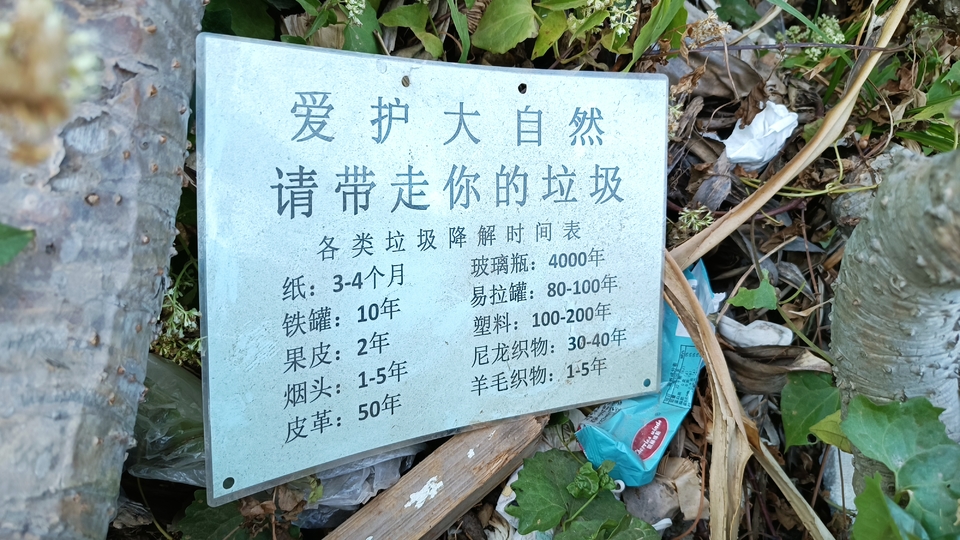 爱护大自然
请带走你的垃圾
各类垃圾降解时间表
纸：3-4个月
铁罐：10年
果皮：2年
烟头：1-5年
皮革：50年
玻璃瓶：4000年
易拉罐：80-100年
塑料：100-200年
尼龙织物：30-40年
羊毛织物：1-5年